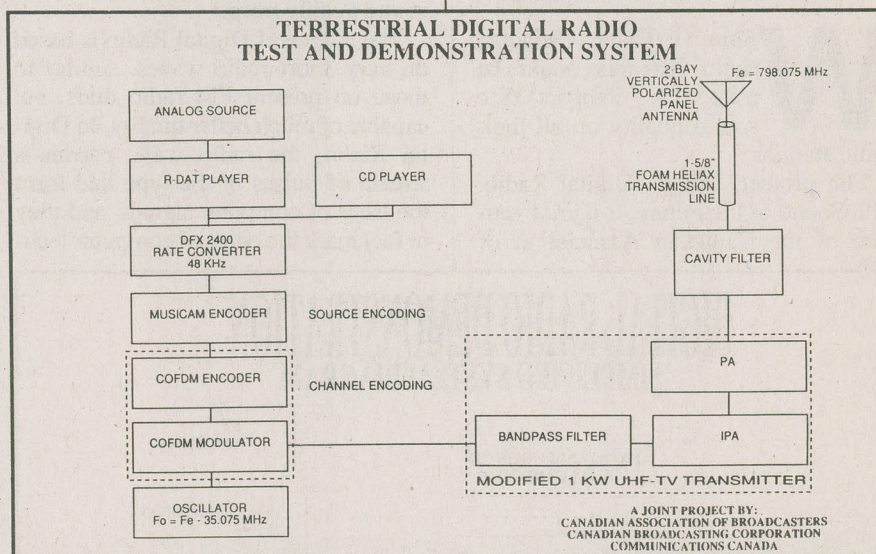 TERRESTRIAL DIGITAL RADIO
TEST AND DEMONSTRATION SYSTEM
ANALOG SOURCE
R-DAT PLAYER
CD PLAYER
DFX 2400
RATE CONVERTER
48 KHz
MUSICAM ENCODER
SOURCE ENCODING
COFDM ENCODER
CHANNEL ENCODING
COFDM MODULATOR
OSCILLATOR
Fo = Fe - 35.075 MHz
2-BAY
VERTICALLY
POLARIZED
PANEL
ANTENNA
Fe = 798.075 MHz
1-5/8"
FOAM HELIAX
TRANSMISSION
LINE
CAVITY FILTER
PA
BANDPASS FILTER
IPA
MODIFIED 1 KW UHF-TV TRANSMITTER
A JOINT PROJECT BY:
CANADIAN ASSOCIATION OF BROADCASTERS
CANADIAN BROADCASTING CORPORATION
COMMUNICATIONS CANADA